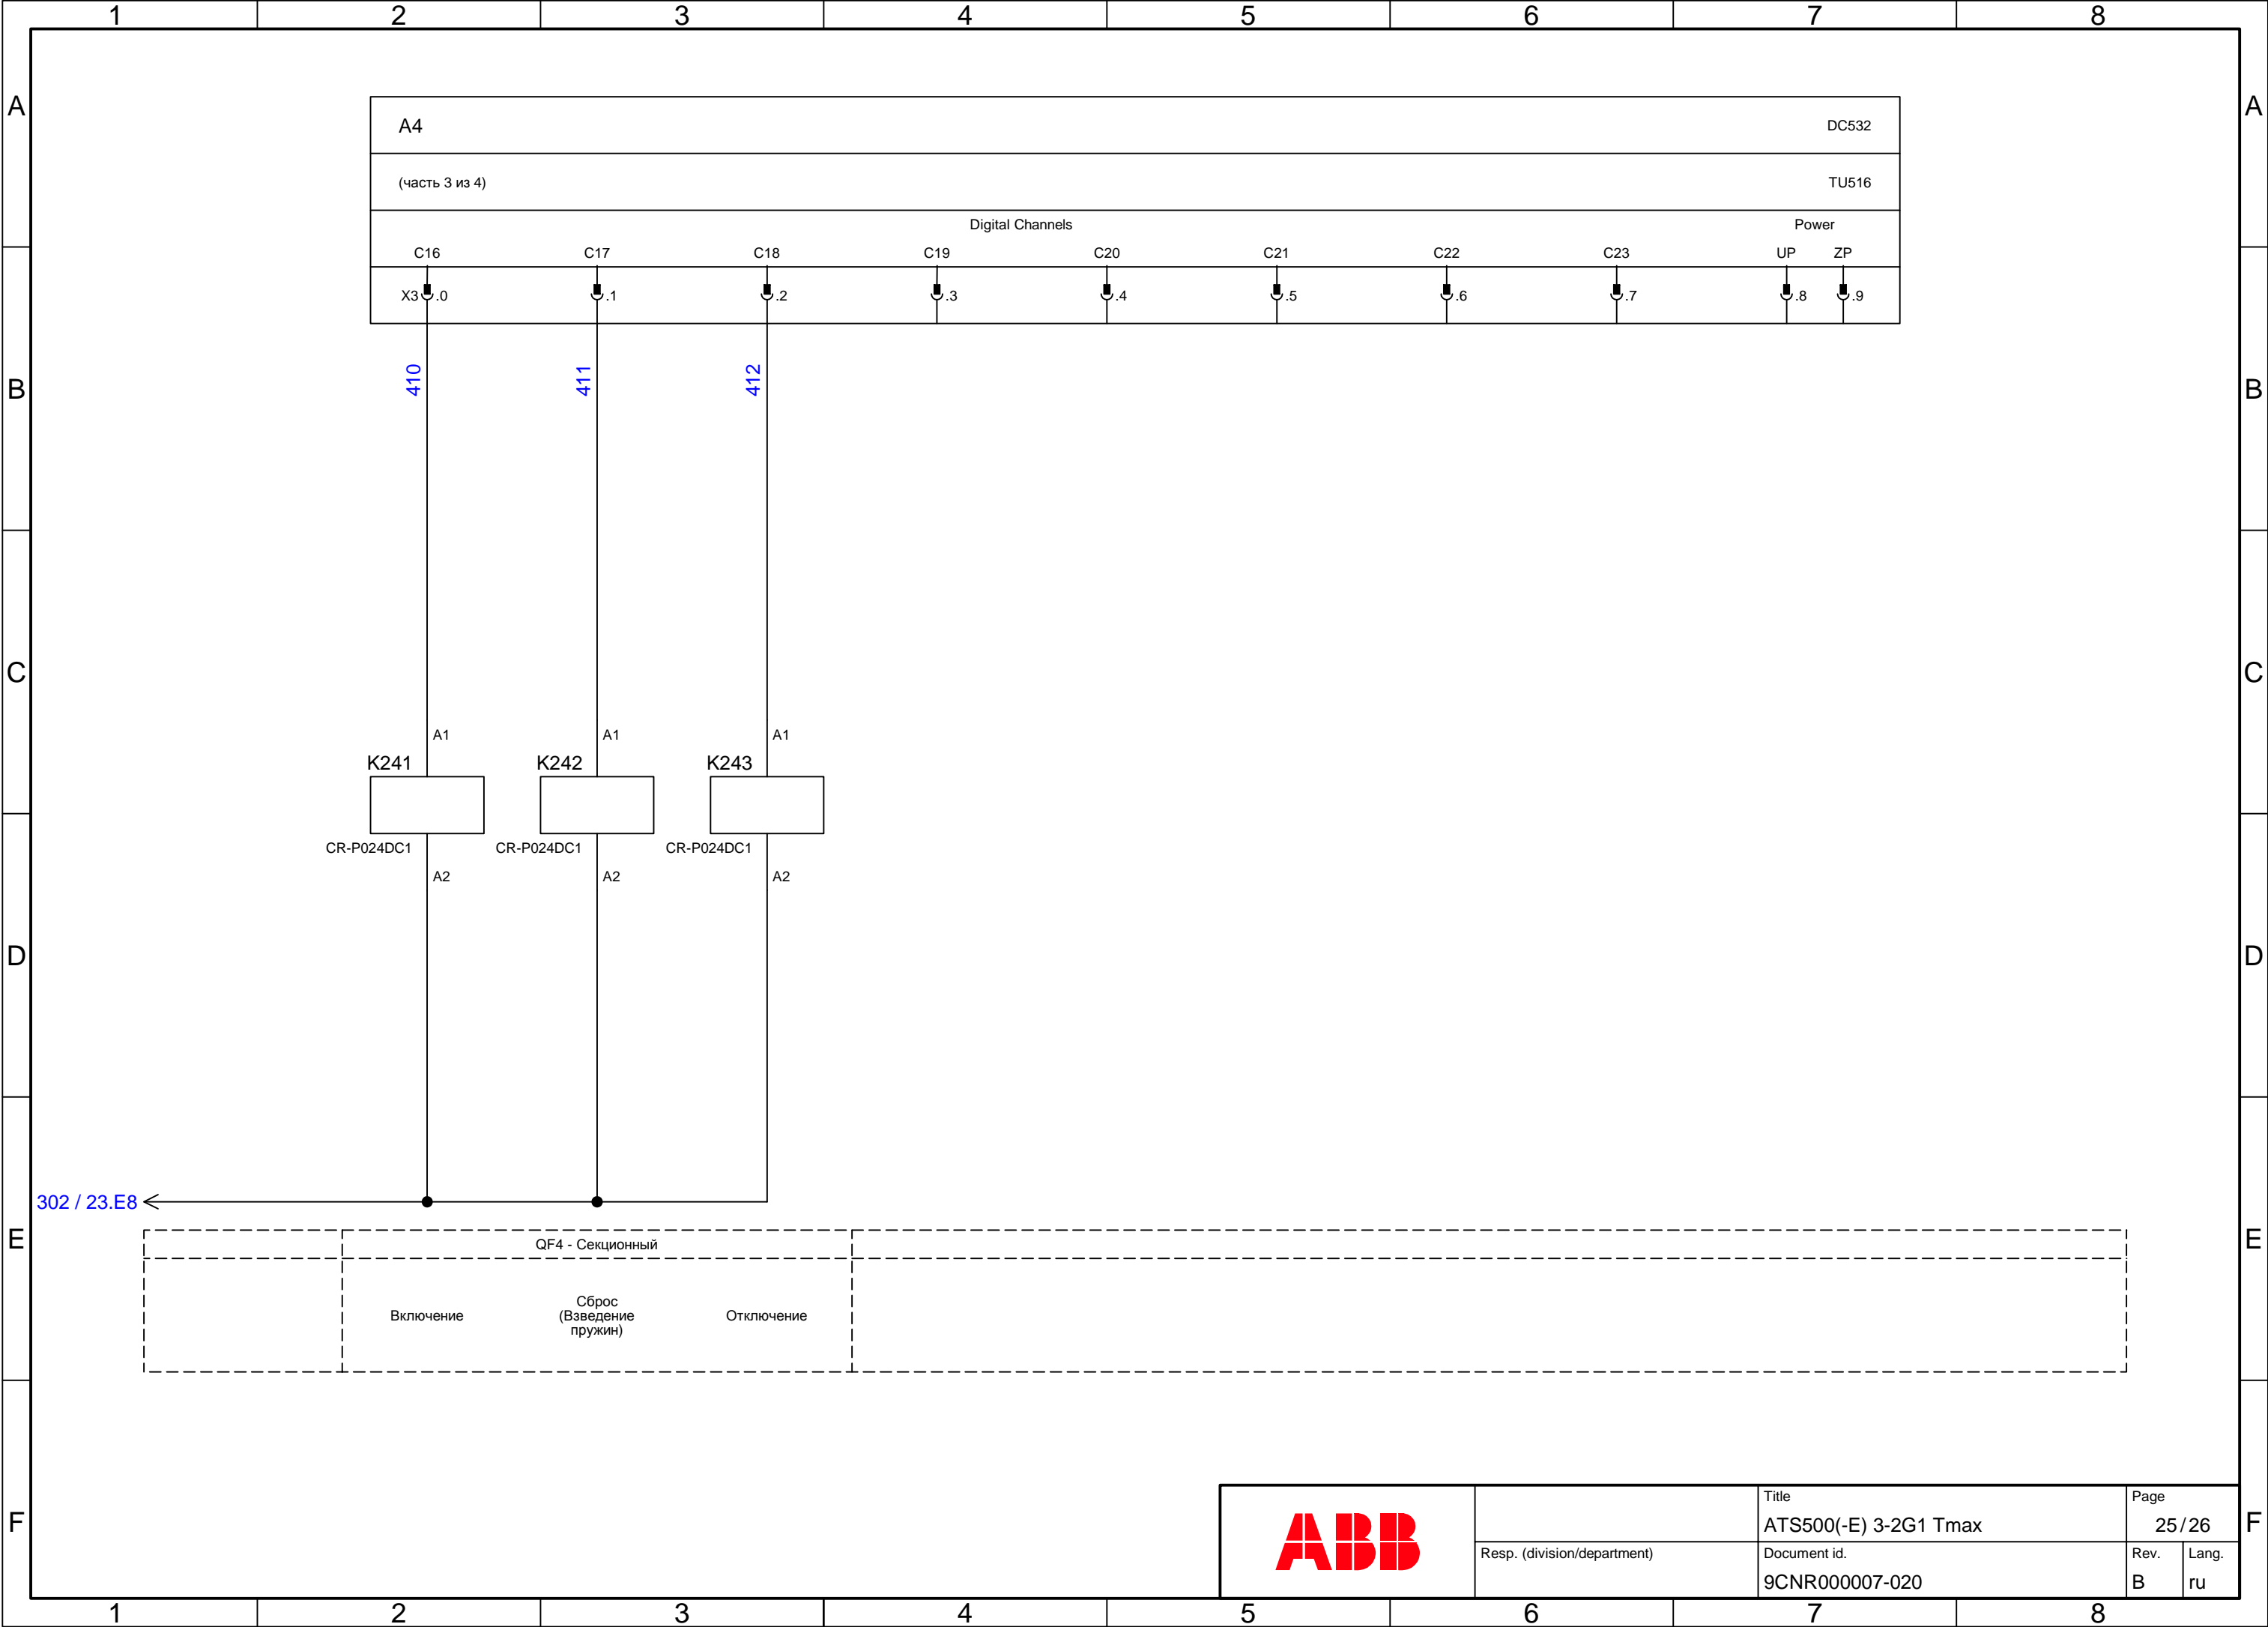 1 2 3 4 5 6 7 8
A A
A4 DC532
(часть 3 из 4) TU516
Digital Channels Power
C16 C17 C18 C19 C20 C21 C22 C23 UP ZP
X3 .0 .1 .2 .3 .4 .5 .6 .7 .8 .9
410 411 412
B B
C C
A1 A1 A1
K241 K242 K243
CR-P024DC1 CR-P024DC1 CR-P024DC1
A2 A2 A2
D D
302 / 23.E8
E E
QF4 - Секционный
Включение
Сброс
(Взведение
пружин)
Отключение
F F
ABB
Title
ATS500(-E) 3-2G1 Tmax
Page
25/26
Resp. (division/department)
Document id.
9CNR000007-020
Rev.
B
Lang.
ru
1 2 3 4 5 6 7 8